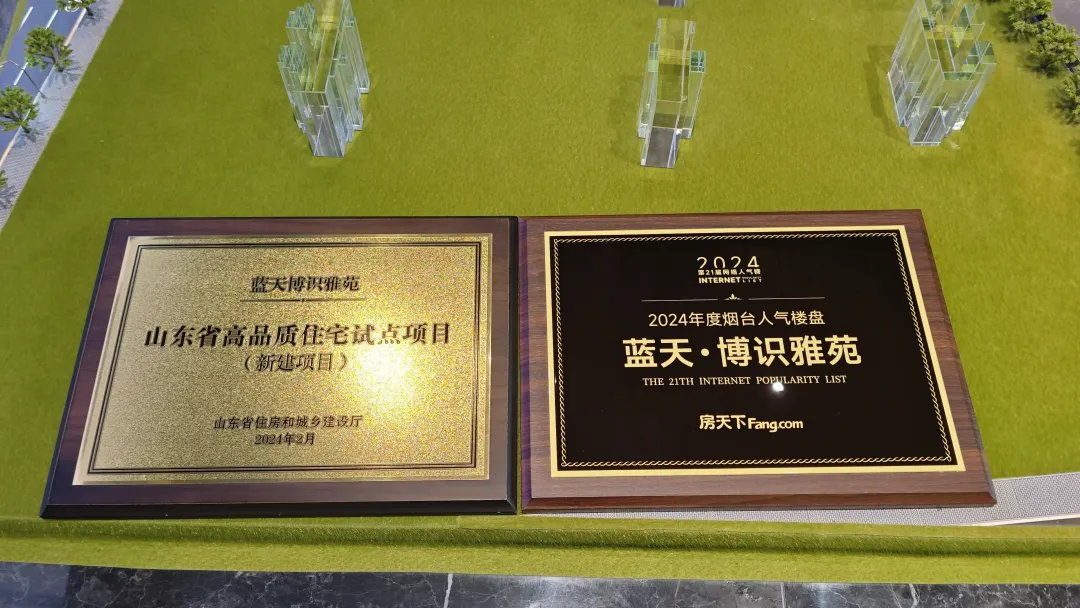 蓝天博识雅苑
山东省高品质住宅试点项目
（新建项目）
山东省住房和城乡建设厅
2024年2月
2024
第21届网络人气榜
INTERNET POPULARITY
LIST
2024年度烟台人气楼盘
蓝天·博识雅苑
THE 21TH INTERNET POPULARITY LIST
房天下Fang.com